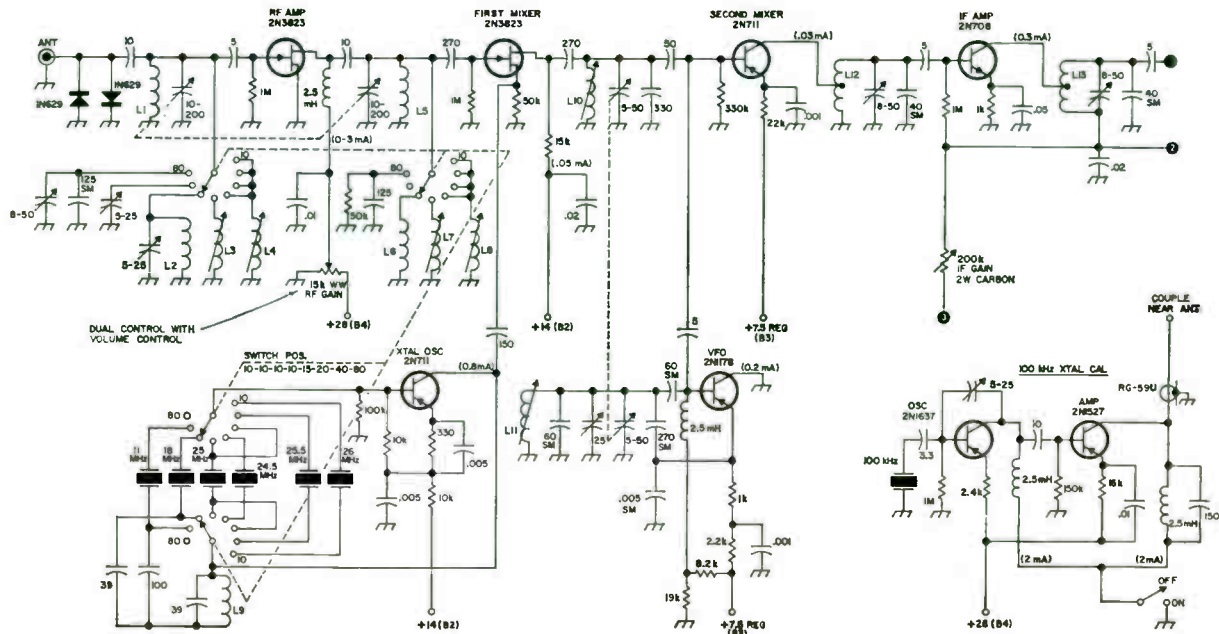 RF AMP
2N3823
FIRST MIXER
2N3823
SECOND MIXER
2N711
IF AMP
2N708
ANT
10
5
10
270
270
50
(.03mA)
5
(0.3mA)
5
1N629
1N629
L1
10-200
1M
2.5 mH
10-200
L5
1M
50k
L10
5-50
330
330k
22k
.001
L12
8-50
40 SM
1M
1k
.05
L13
8-50
40 SM
(0-3mA)
15k
(.05 mA)
.02
2
.02
8-50
125 SM
5-25
80
10
5-25
L2
L3
L4
.01
50k
125
80
10
L6
L7
L8
15k WW
RF GAIN
+28 (B4)
DUAL CONTROL WITH
VOLUME CONTROL
200k
IF GAIN
2W CARBON
3
150
+14 (B2)
5
+7.5 REG
(B3)
COUPLE
NEAR ANT
SWITCH POS.
10-10-10-10-15-20-40-80
XTAL OSC
2N711
(0.8mA)
60 SM
VFO
2N1178
(0.2 mA)
100 kHz XTAL CAL
80
10
11 MHz
18 MHz
25 MHz
24.5 MHz
25.5 MHz
26 MHz
100k
10k
330
.005
.005
10k
L11
60 SM
25
5-50
270 SM
2.5mH
.005 SM
1k
2.2k
.001
8.2k
19k
OSC
2N1637
5-25
AMP
2N1527
RG-59U
100 kHz
3.3
1M
2.4k
2.5mH
10
150k
15k
.01
2.5mH
150
(2mA)
(2mA)
OFF
ON
80
10
39
100
39
L9
+14(B2)
+7.5 REG
(B3)
+28 (B4)